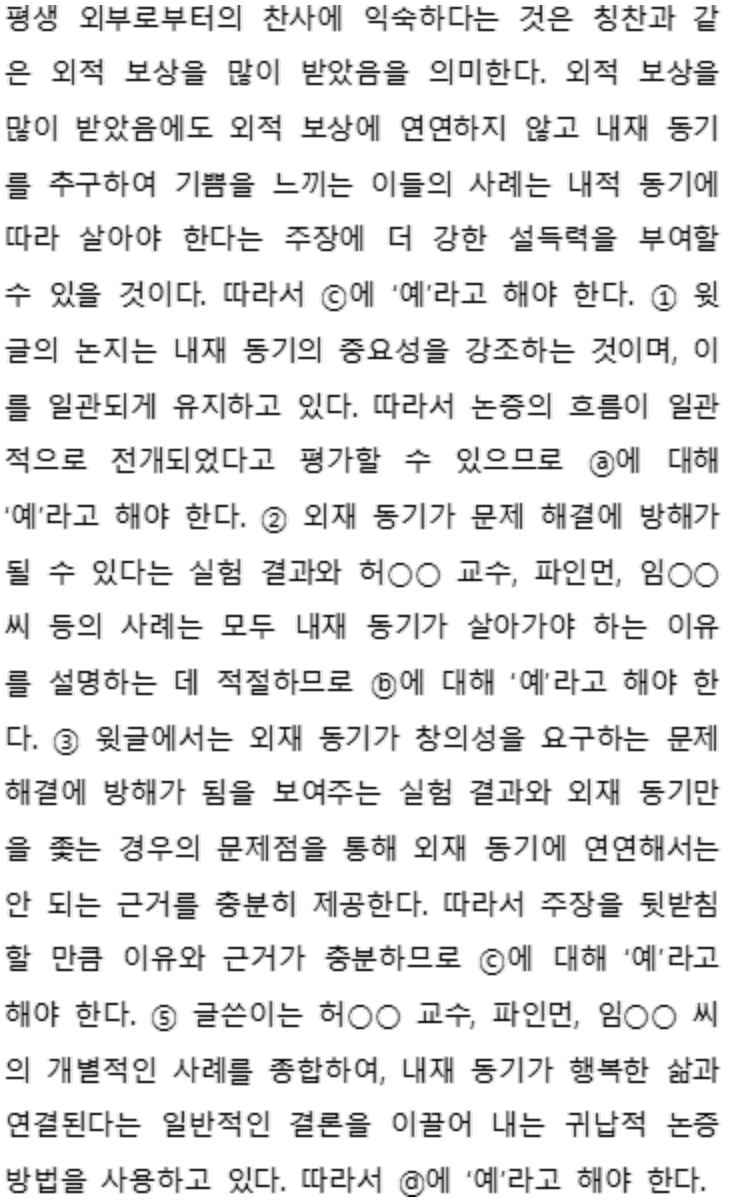 평생 외부로부터의 찬사에 익숙하다는 것은 칭찬과 같
은 외적 보상을 많이 받았음을 의미한다. 외적 보상을
많이 받았음에도 외적 보상에 연연하지 않고 내재 동기
를 추구하여 기쁨을 느끼는 이들의 사례는 내적 동기에
따라 살아야 한다는 주장에 더 강한 설득력을 부여할
수 있을 것이다. 따라서 ⓒ에 ‘예’라고 해야 한다. ① 윗
글의 논지는 내재 동기의 중요성을 강조하는 것이며, 이
를 일관되게 유지하고 있다. 따라서 논증의 흐름이 일관
적으로 전개되었다고 평가할 수 있으므로 ⓐ에 대해
‘예’라고 해야 한다. ② 외재 동기가 문제 해결에 방해가
될 수 있다는 실험 결과와 허○○ 교수, 파인먼, 임○○
씨 등의 사례는 모두 내재 동기가 살아가야 하는 이유
를 설명하는 데 적절하므로 ⓑ에 대해 ‘예’라고 해야 한
다. ③ 윗글에서는 외재 동기가 창의성을 요구하는 문제
해결에 방해가 됨을 보여주는 실험 결과와 외재 동기만
을 좇는 경우의 문제점을 통해 외재 동기에 연연해서는
안 되는 근거를 충분히 제공한다. 따라서 주장을 뒷받침
할 만큼 이유와 근거가 충분하므로 ⓒ에 대해 ‘예’라고
해야 한다. ⑤ 글쓴이는 허○○ 교수, 파인먼, 임○○ 씨
의 개별적인 사례를 종합하여, 내재 동기가 행복한 삶과
연결된다는 일반적인 결론을 이끌어 내는 귀납적 논증
방법을 사용하고 있다. 따라서 ⓓ에 ‘예’라고 해야 한다.